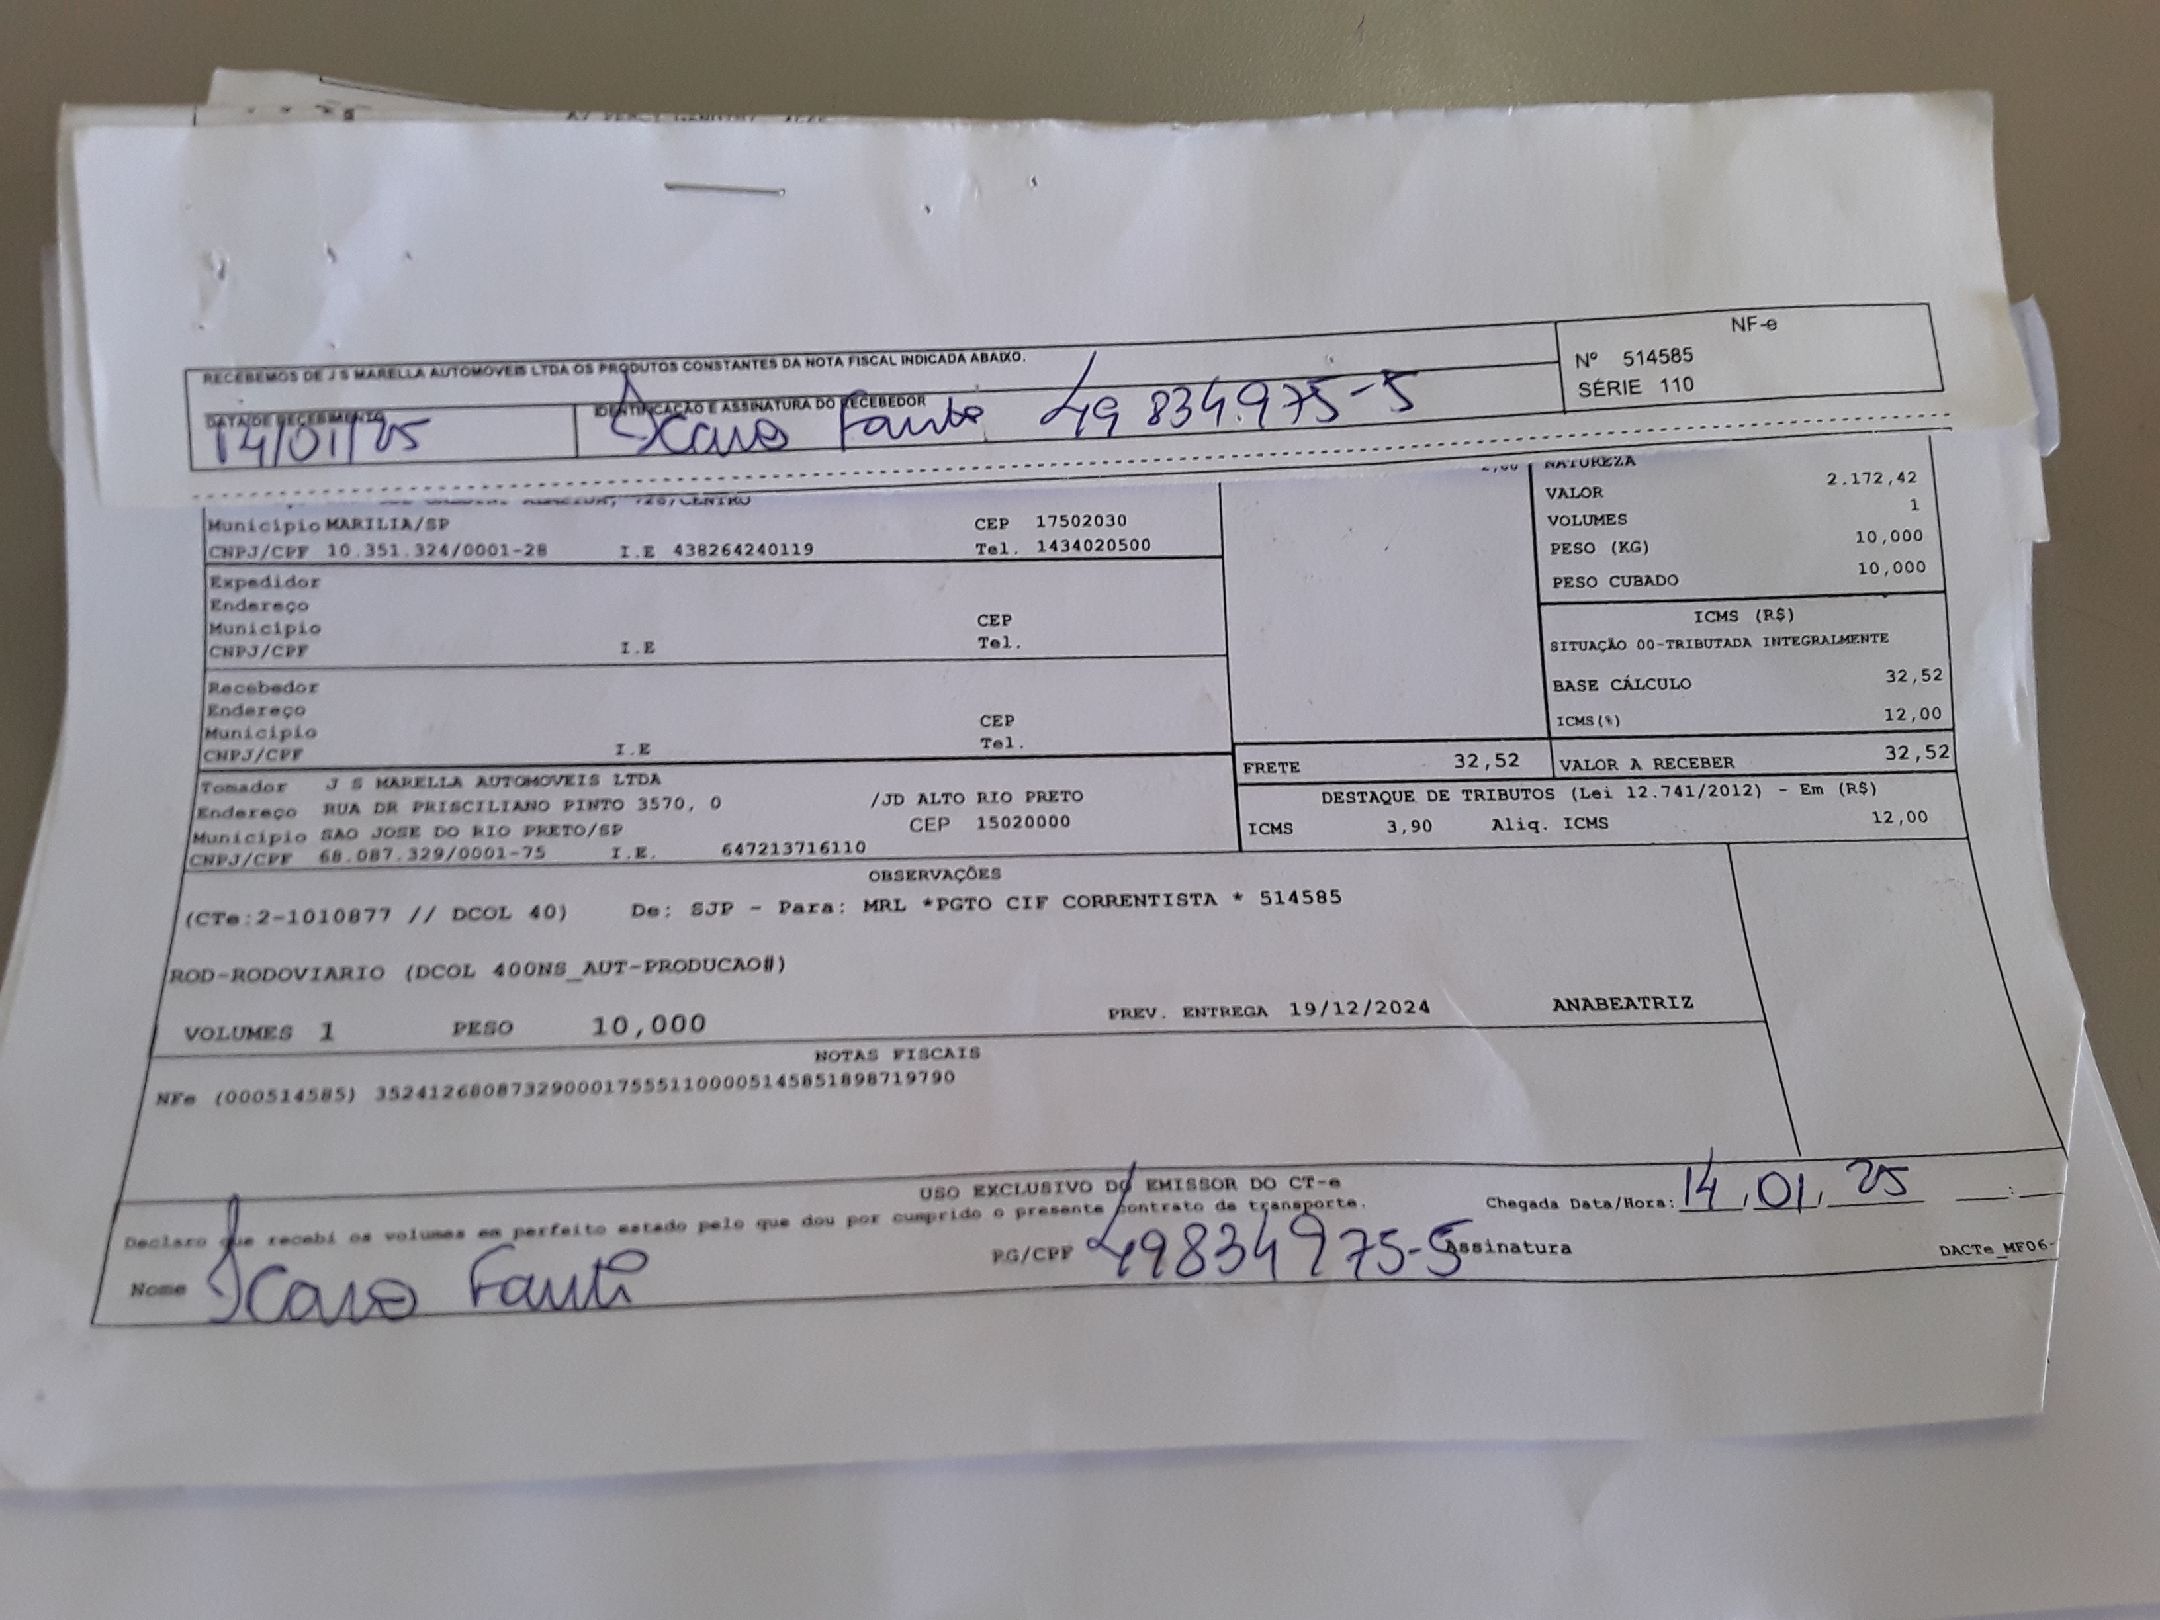 RECEBEMOS DE J S MARELLA AUTOMOVEIS LTDA OS PRODUTOS CONSTANTES DA NOTA FISCAL INDICADA ABAIXO.
NF-e
Nº 514585
SÉRIE 110
DATA DE RECEBIMENTO
14/01/25
IDENTIFICAÇÃO E ASSINATURA DO RECEBEDOR
Icaro Fanti 49 834.975-5
Município MARILIA/SP CEP 17502030
CNPJ/CPF 10.351.324/0001-28 I.E 438264240119 Tel. 1434020500
Expedidor
Endereço
Município CEP
CNPJ/CPF I.E Tel.
Recebedor
Endereço
Município CEP
CNPJ/CPF I.E Tel.
Tomador J S MARELLA AUTOMOVEIS LTDA
Endereço RUA DR PRISCILIANO PINTO 3570, 0 /JD ALTO RIO PRETO
Município SAO JOSE DO RIO PRETO/SP CEP 15020000
CNPJ/CPF 68.087.329/0001-75 I.E. 647213716110
NATUREZA
VALOR 2.172,42
VOLUMES 1
PESO (KG) 10,000
PESO CUBADO 10,000
ICMS (R$)
SITUAÇÃO 00-TRIBUTADA INTEGRALMENTE
BASE CÁLCULO 32,52
ICMS(%) 12,00
FRETE 32,52 VALOR A RECEBER 32,52
DESTAQUE DE TRIBUTOS (Lei 12.741/2012) - Em (R$)
ICMS 3,90 Aliq. ICMS 12,00
OBSERVAÇÕES
(CTe:2-1010877 // DCOL 40) De: SJP - Para: MRL *PGTO CIF CORRENTISTA * 514585
ROD-RODOVIARIO (DCOL 400NS_AUT-PRODUCAO#)
VOLUMES 1 PESO 10,000 PREV. ENTREGA 19/12/2024 ANABEATRIZ
NOTAS FISCAIS
NFe (000514585) 35241268087329000175551100005145851898719790
USO EXCLUSIVO DO EMISSOR DO CT-e
Declaro que recebi os volumes em perfeito estado pelo que dou por cumprido o presente contrato de transporte.
Chegada Data/Hora: 14,01,25 __:__
Nome Icaro Fanti RG/CPF 49834975-5 Assinatura
DACTe_MF06-